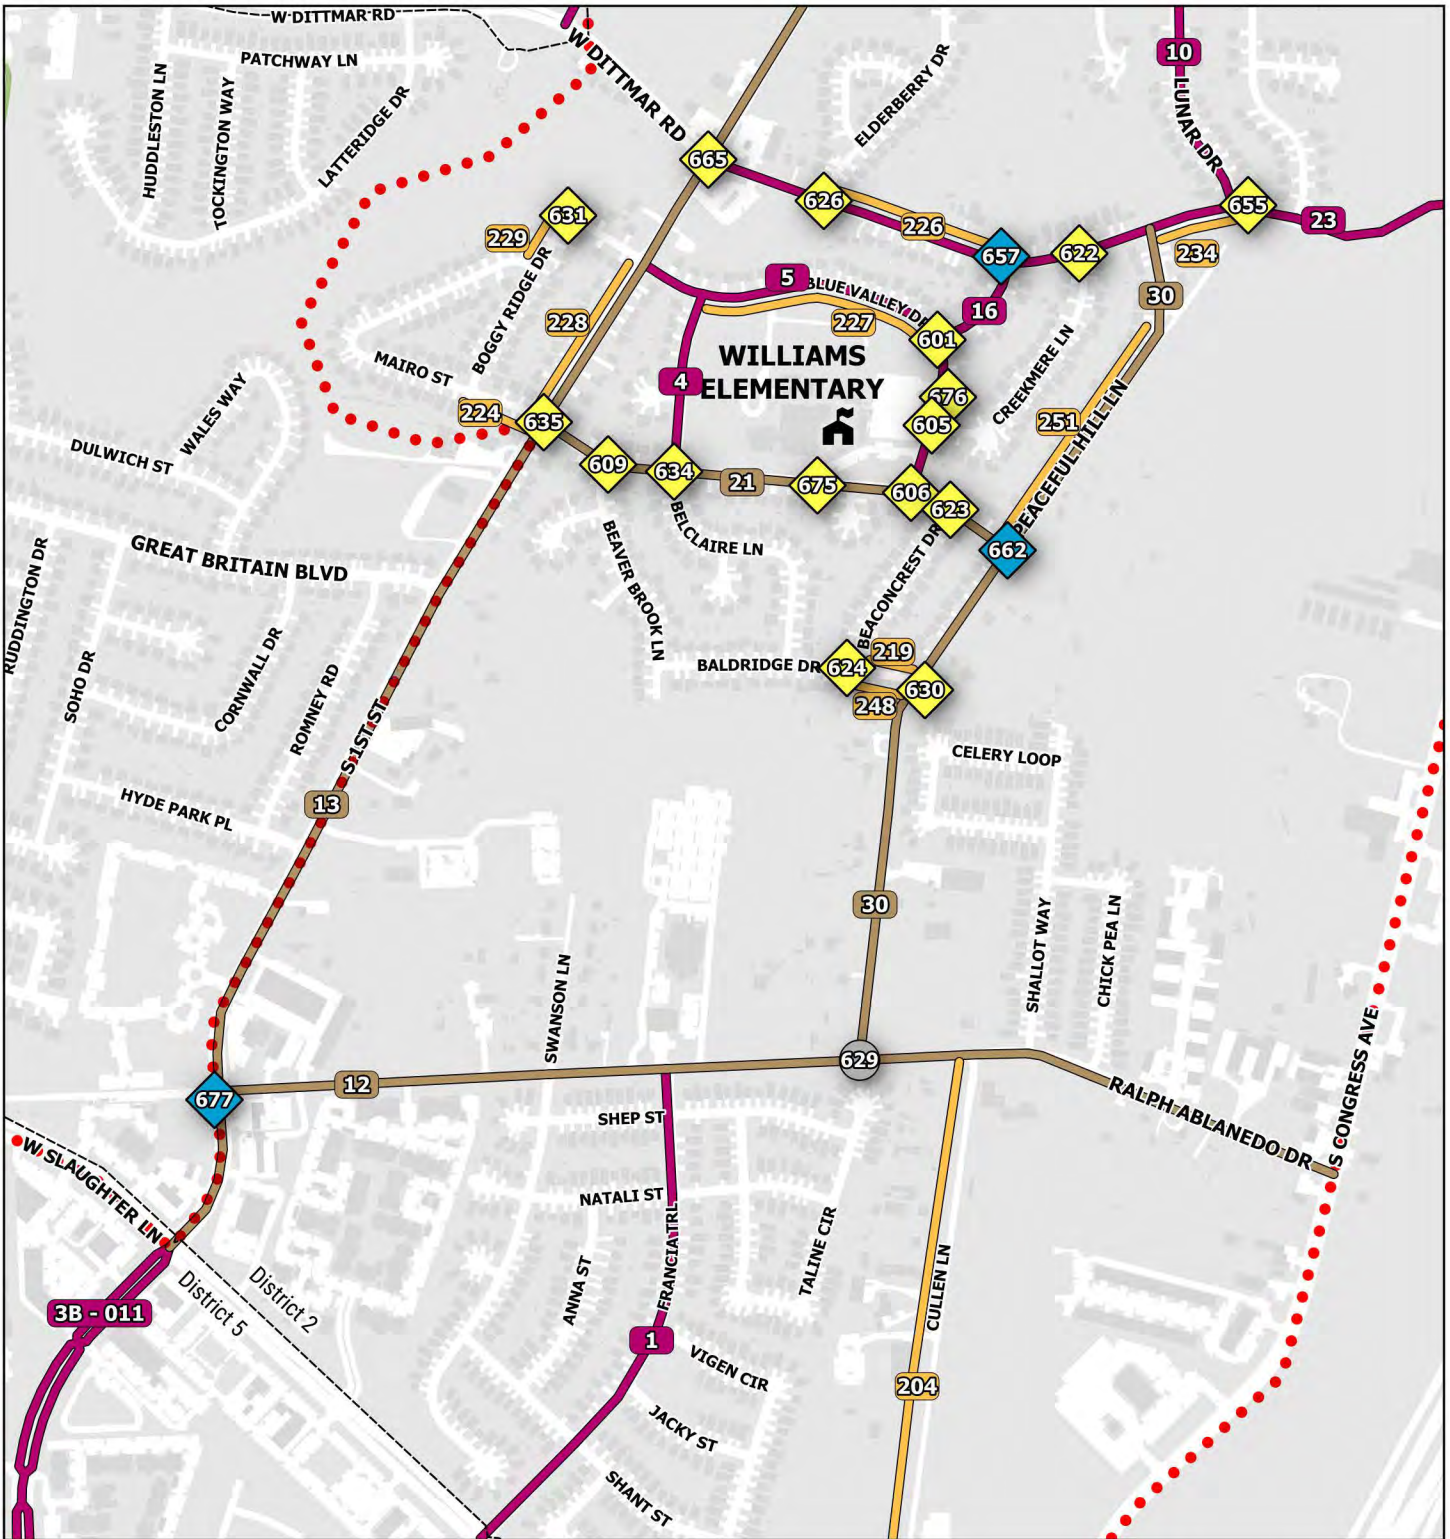 W DITTMAR RD
PATCHWAY LN
HUDDLESTON LN
TOCKINGTON WAY
LATTERIDGE DR
W DITTMAR RD
ELDERBERRY DR
10
LUNAR DR
665
626
226
655
23
631
229
657
622
234
BOGGY RIDGE DR
5
BLUE VALLEY DR
16
30
228
227
601
MAIRO ST
WILLIAMS
ELEMENTARY
4
676
CREEKMERE LN
WALES WAY
224
635
605
251
PEACEFUL HILL LN
DULWICH ST
609
634
21
675
606
623
BELCLAIRE LN
662
GREAT BRITAIN BLVD
BEAVER BROOK LN
BEACONCREST DR
RUDDINGTON DR
SOHO DR
CORNWALL DR
ROMNEY RD
BALDRIDGE DR
624
219
630
248
S 1ST ST
CELERY LOOP
HYDE PARK PL
13
30
SWANSON LN
SHALLOT WAY
CHICK PEA LN
629
12
677
SHEP ST
RALPH ABLANEDO DR
S CONGRESS AVE
W SLAUGHTER LN
NATALI ST
FRANCIA TRL
TALINE CIR
ANNA ST
CULLEN LN
District 2
District 5
3B - 011
1
VIGEN CIR
204
JACKY ST
SHANT ST